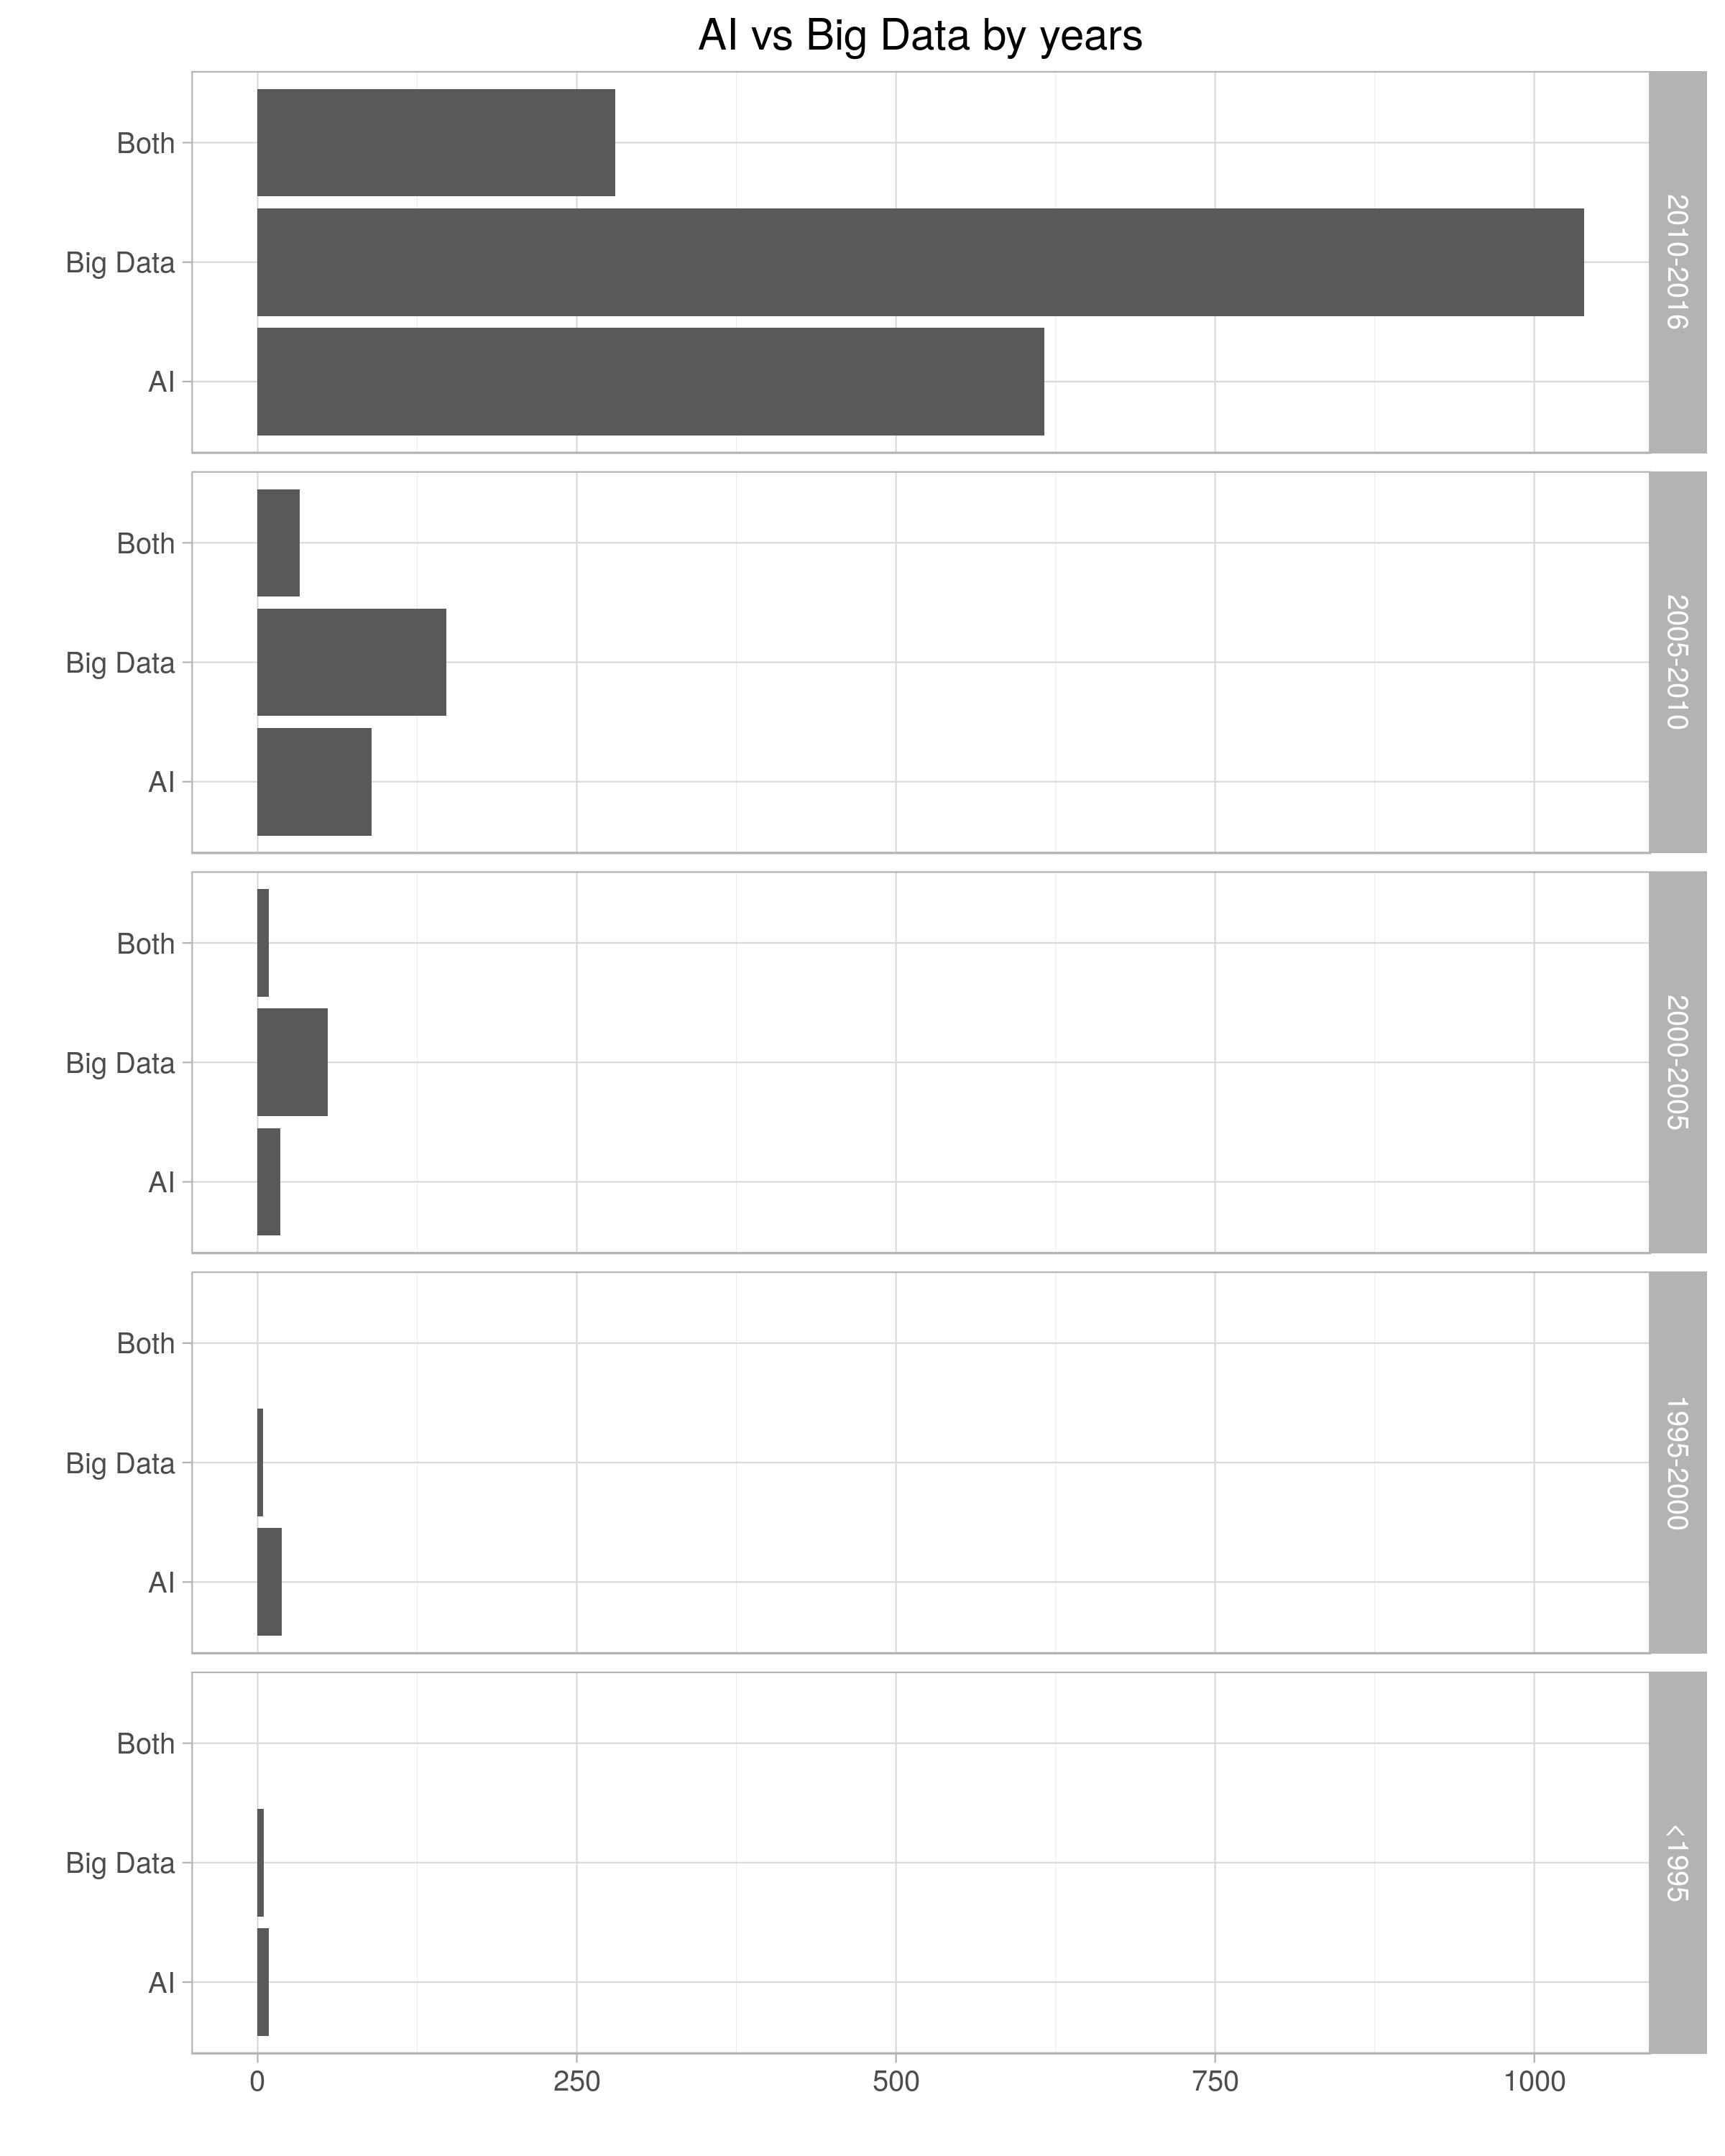 AI vs Big Data by years
Both
Big Data
AI
2010-2016
Both
Big Data
AI
2005-2010
Both
Big Data
AI
2000-2005
Both
Big Data
AI
1995-2000
Both
Big Data
AI
<1995
0 250 500 750 1000